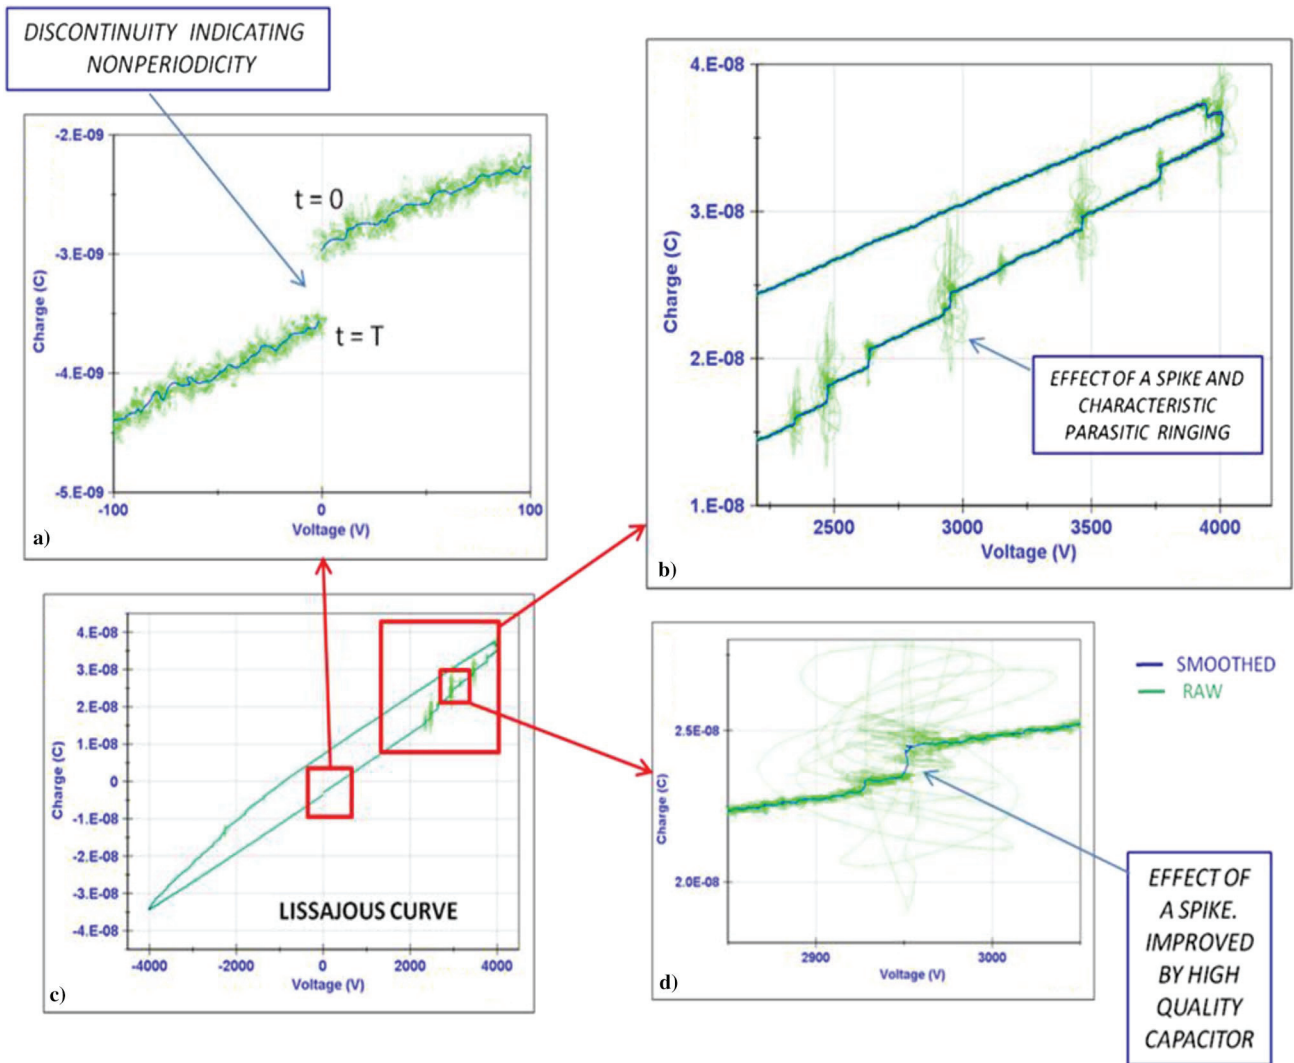 DISCONTINUITY INDICATING
NONPERIODICITY
-2.E-09
-3.E-09
-4.E-09
-5.E-09
Charge (C)
t = 0
t = T
-100
0
100
Voltage (V)
a)
4.E-08
3.E-08
2.E-08
1.E-08
Charge (C)
EFFECT OF A SPIKE AND
CHARACTERISTIC
PARASITIC RINGING
2500
3000
3500
4000
Voltage (V)
b)
4.E-08
3.E-08
2.E-08
1.E-08
0
-1.E-08
-2.E-08
-3.E-08
-4.E-08
Charge (C)
LISSAJOUS CURVE
-4000
-2000
0
2000
4000
Voltage (V)
c)
2.5E-08
2.0E-08
Charge (C)
2900
3000
Voltage (V)
d)
SMOOTHED
RAW
EFFECT OF
A SPIKE.
IMPROVED
BY HIGH
QUALITY
CAPACITOR